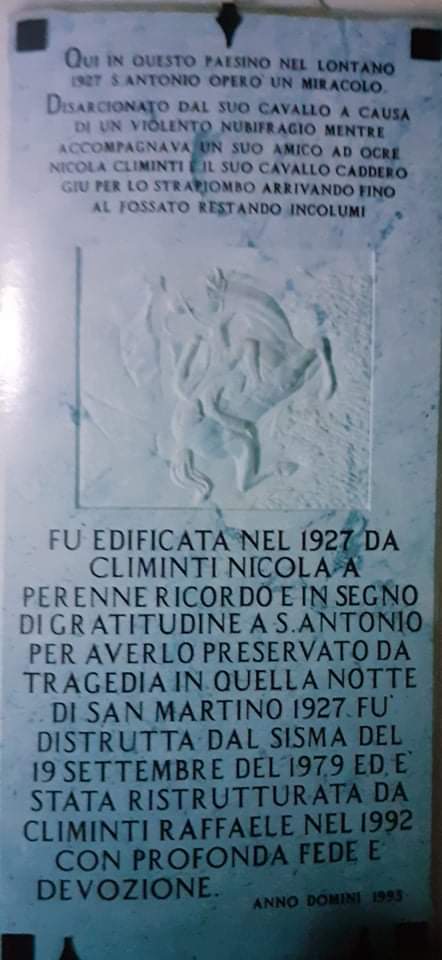 QUI IN QUESTO PAESINO NEL LONTANO
1927 S.ANTONIO OPERO' UN MIRACOLO.
DISARCIONATO DAL SUO CAVALLO A CAUSA
DI UN VIOLENTO NUBIFRAGIO MENTRE
ACCOMPAGNAVA UN SUO AMICO AD OCRE
NICOLA CLIMINTI E IL SUO CAVALLO CADDERO
GIU PER LO STRAPIOMBO ARRIVANDO FINO
AL FOSSATO RESTANDO INCOLUMI
FU' EDIFICATA NEL 1927 DA
CLIMINTI NICOLA A
PERENNE RICORDO E IN SEGNO
DI GRATITUDINE A S.ANTONIO
PER AVERLO PRESERVATO DA
TRAGEDIA IN QUELLA NOTTE
DI SAN MARTINO 1927 FU'
DISTRUTTA DAL SISMA DEL
19 SETTEMBRE DEL 1979 ED E'
STATA RISTRUTTURATA DA
CLIMINTI RAFFAELE NEL 1992
CON PROFONDA FEDE E
DEVOZIONE.
ANNO DOMINI 1993